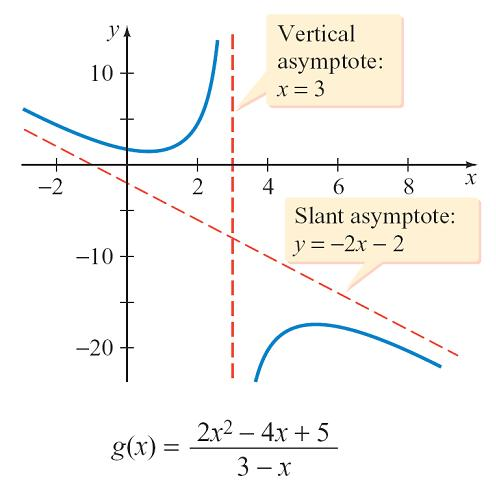 y
Vertical
asymptote:
x = 3
10
−2
2
4
6
8
x
Slant asymptote:
y = −2x − 2
−10
−20
g(x) = 2x² − 4x + 5
3 − x